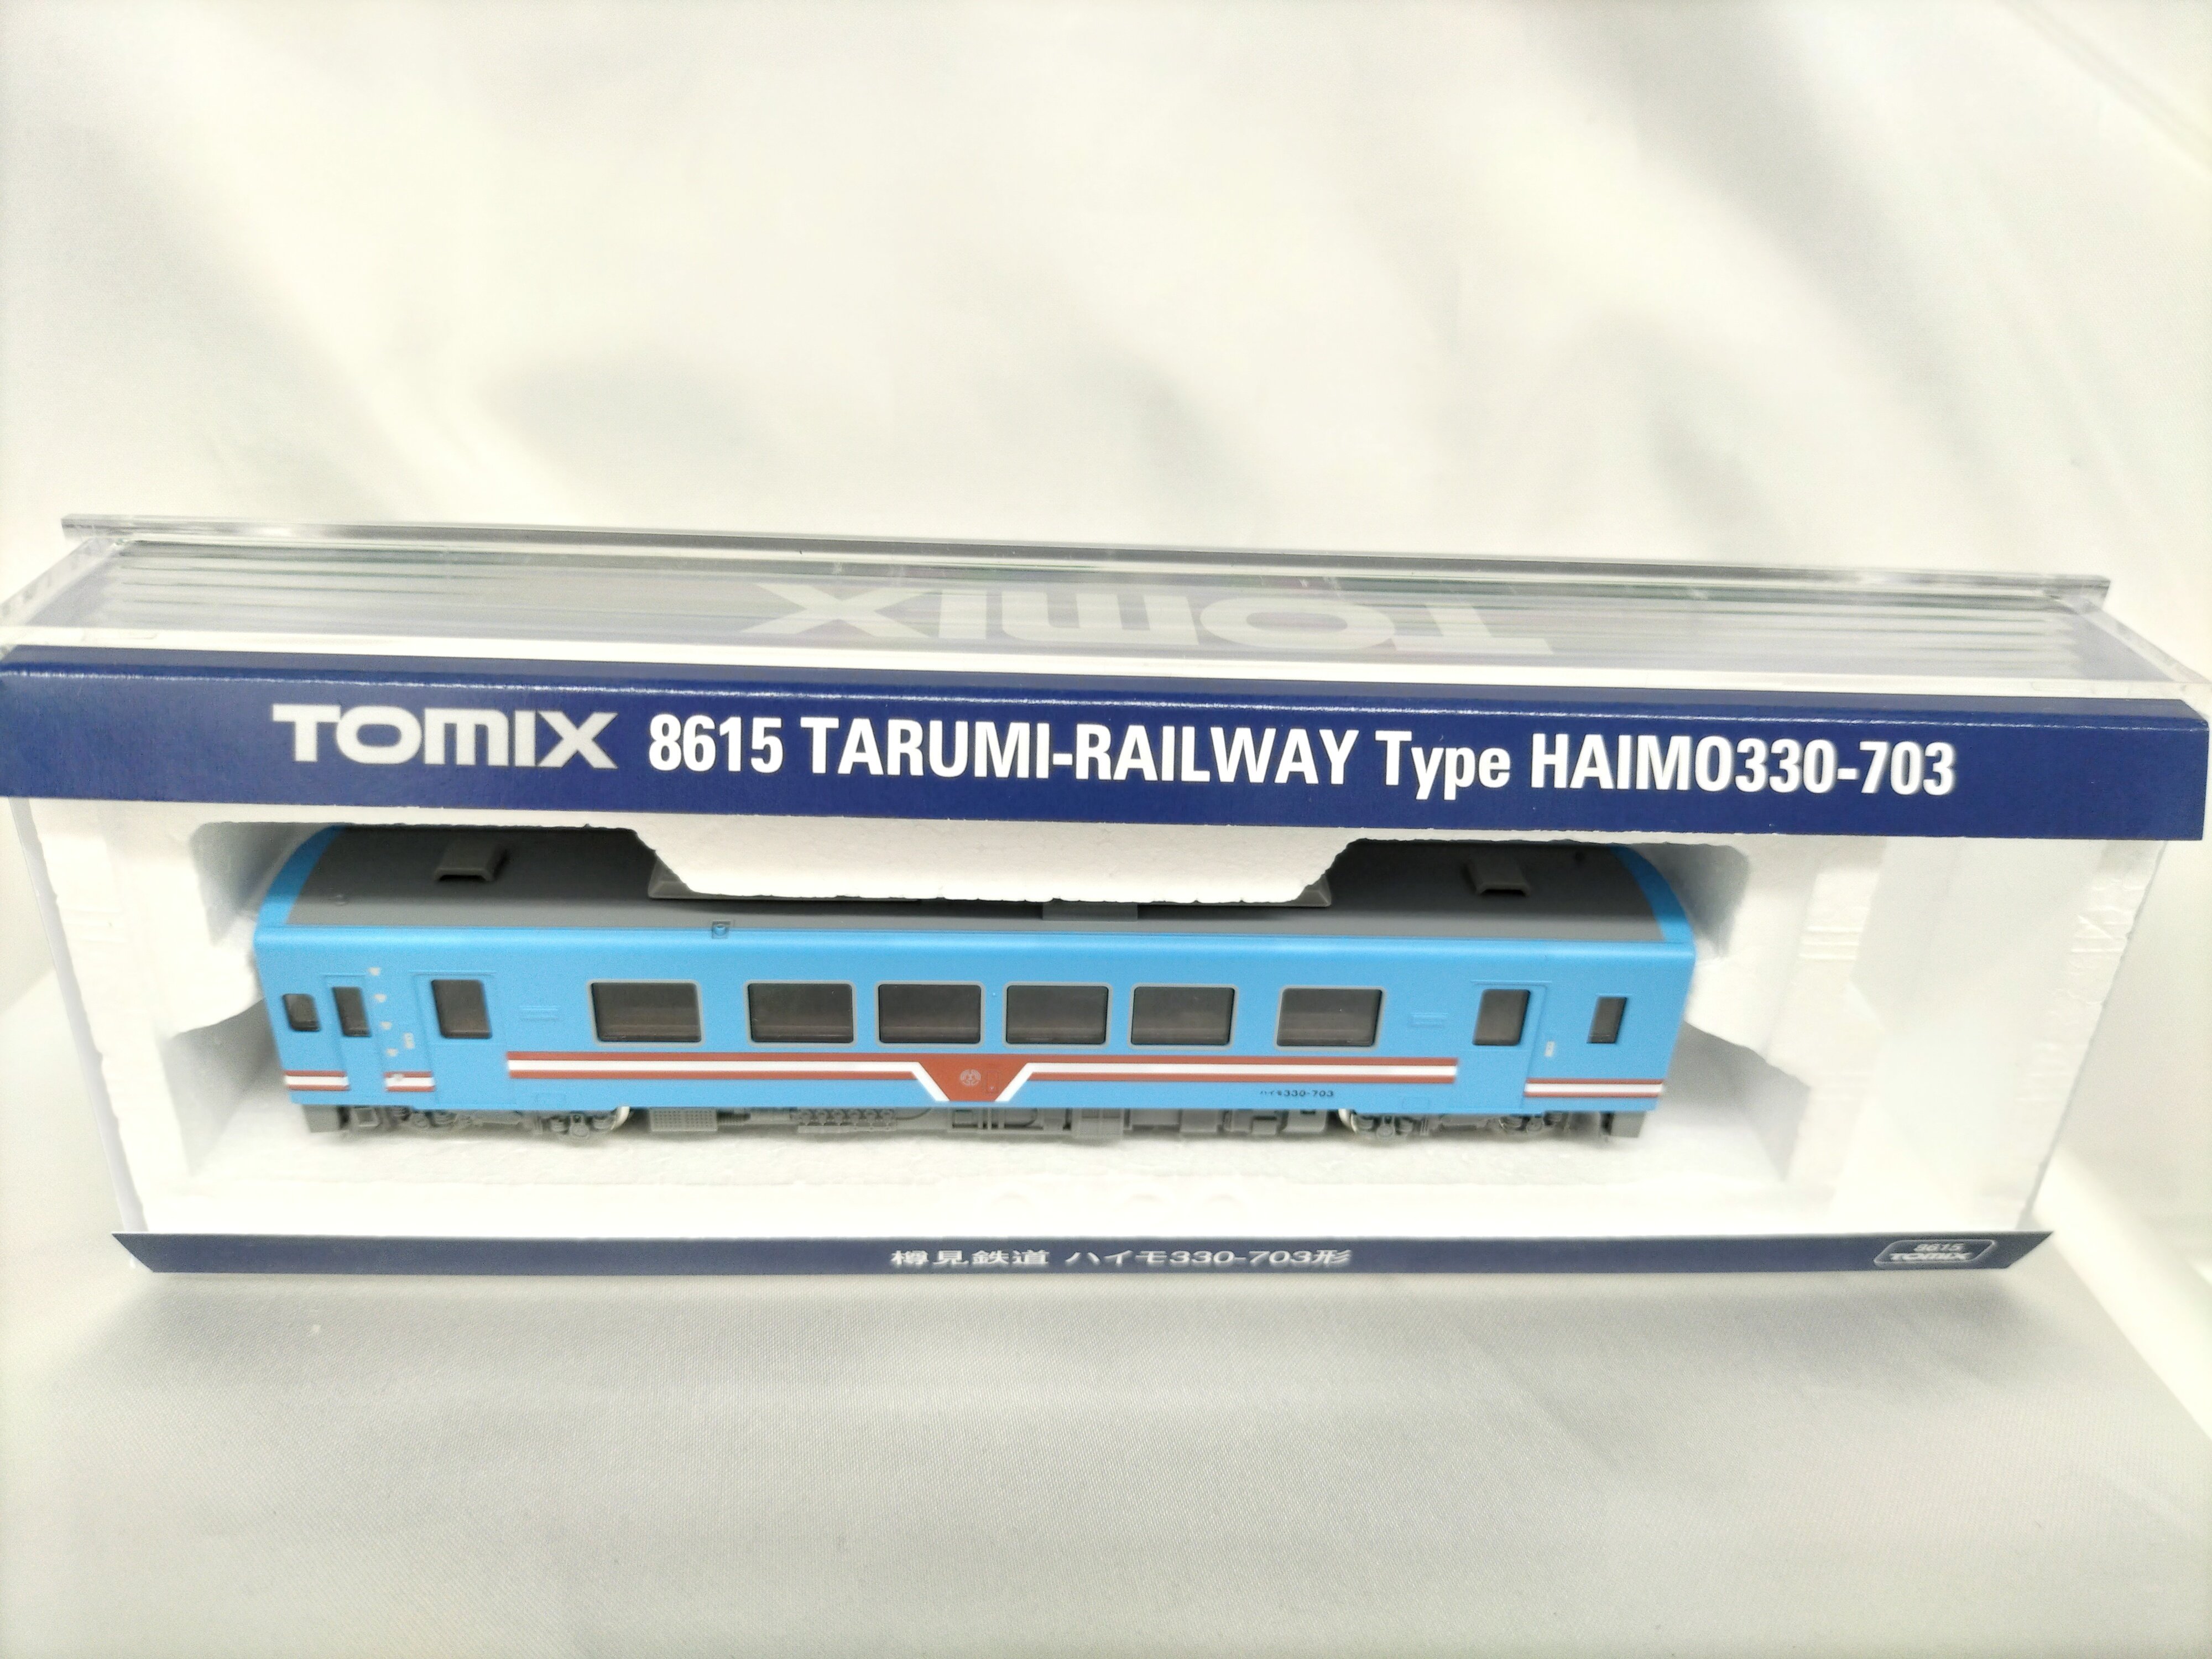 TOMIX
TOMIX 8615 TARUMI-RAILWAY Type HAIMO330-703
ハイモ330-703
樽見鉄道 ハイモ330-703形
8615
TOMIX